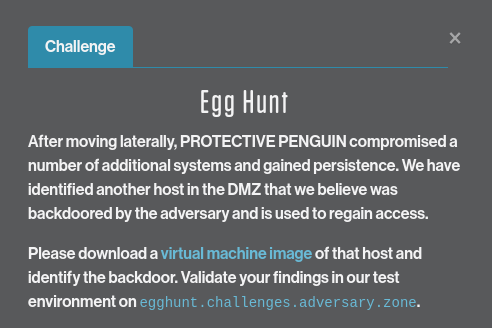 Challenge
×
Egg Hunt
After moving laterally, PROTECTIVE PENGUIN compromised a
number of additional systems and gained persistence. We have
identified another host in the DMZ that we believe was
backdoored by the adversary and is used to regain access.
Please download a virtual machine image of that host and
identify the backdoor. Validate your findings in our test
environment on egghunt.challenges.adversary.zone.